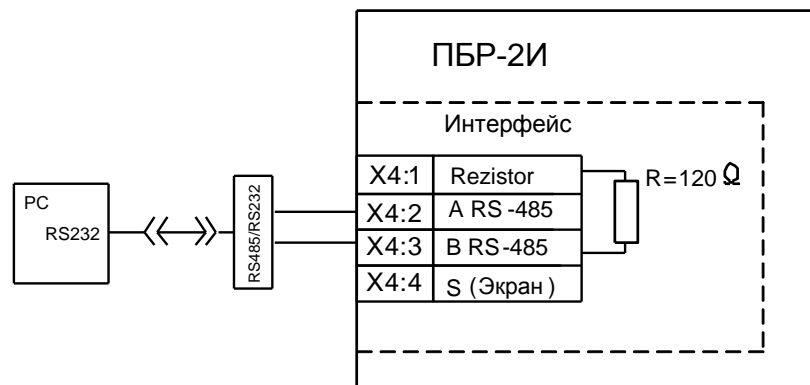 ПБР-2И
Интерфейс
X4:1 Rezistor
X4:2 A RS-485
X4:3 B RS-485
X4:4 S (Экран)
R=120 Ω
PC
RS232
RS485/RS232